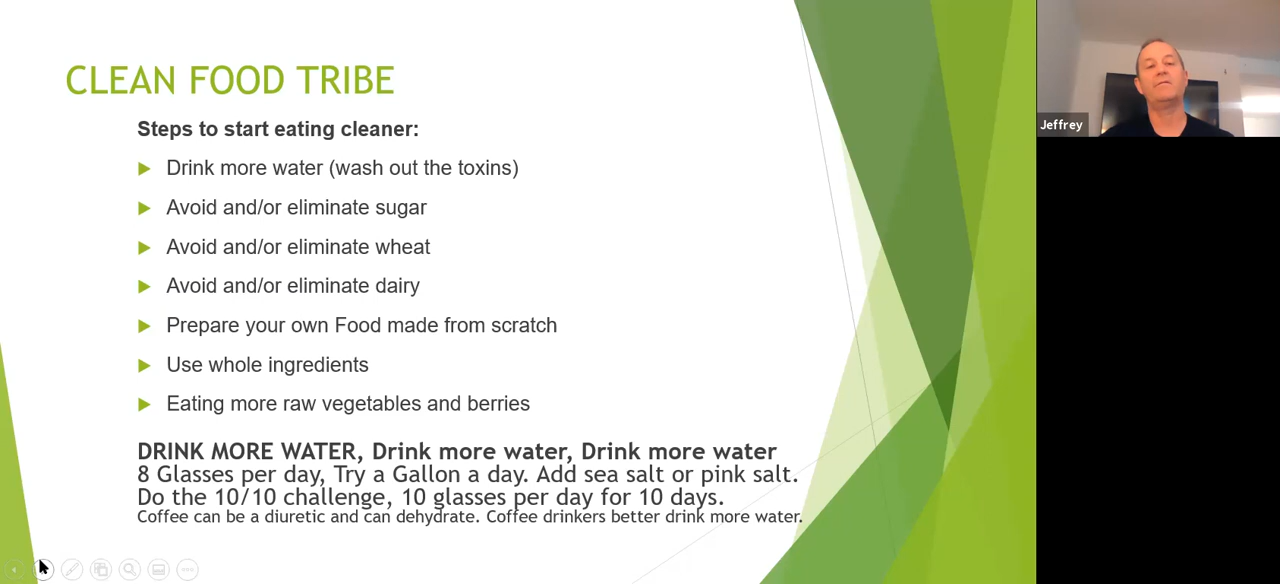 CLEAN FOOD TRIBE
Jeffrey
Steps to start eating cleaner:
Drink more water (wash out the toxins)
Avoid and/or eliminate sugar
Avoid and/or eliminate wheat
Avoid and/or eliminate dairy
Prepare your own Food made from scratch
Use whole ingredients
Eating more raw vegetables and berries
DRINK MORE WATER, Drink more water, Drink more water
8 Glasses per day, Try a Gallon a day. Add sea salt or pink salt.
Do the 10/10 challenge, 10 glasses per day for 10 days.
Coffee can be a diuretic and can dehydrate. Coffee drinkers better drink more water.